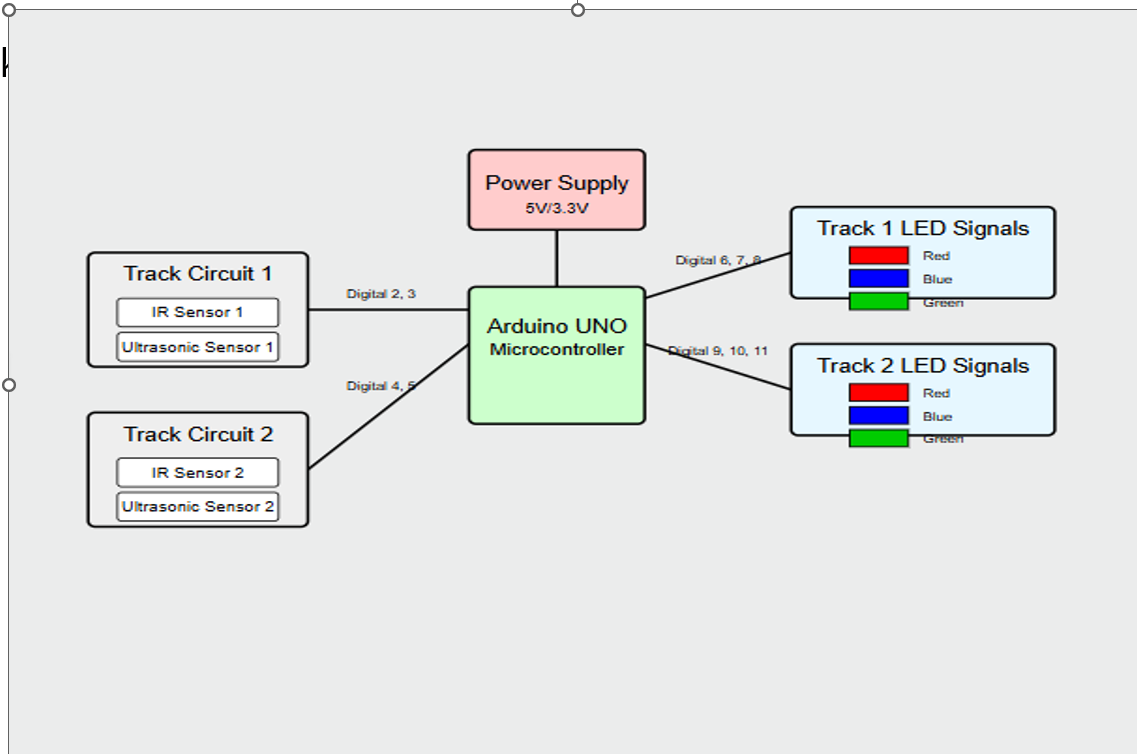 Power Supply
5V/3.3V
Track 1 LED Signals
Red
Blue
Green
Digital 6, 7, 8
Track Circuit 1
IR Sensor 1
Ultrasonic Sensor 1
Digital 2, 3
Arduino UNO
Microcontroller
Digital 9, 10, 11
Track 2 LED Signals
Red
Blue
Green
Digital 4, 5
Track Circuit 2
IR Sensor 2
Ultrasonic Sensor 2